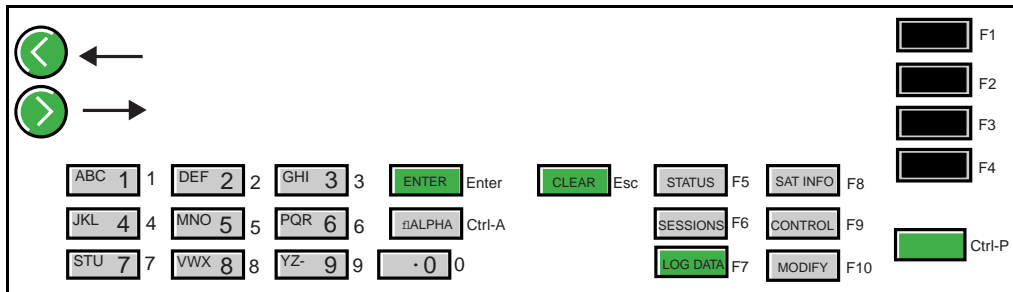 F1
F2
F3
F4
ABC 1 1 DEF 2 2 GHI 3 3 ENTER Enter CLEAR Esc STATUS F5 SAT INFO F8
JKL 4 4 MNO 5 5 PQR 6 6 flALPHA Ctrl-A SESSIONS F6 CONTROL F9
Ctrl-P
STU 7 7 VWX 8 8 YZ- 9 9 ·0 0 LOG DATA F7 MODIFY F10